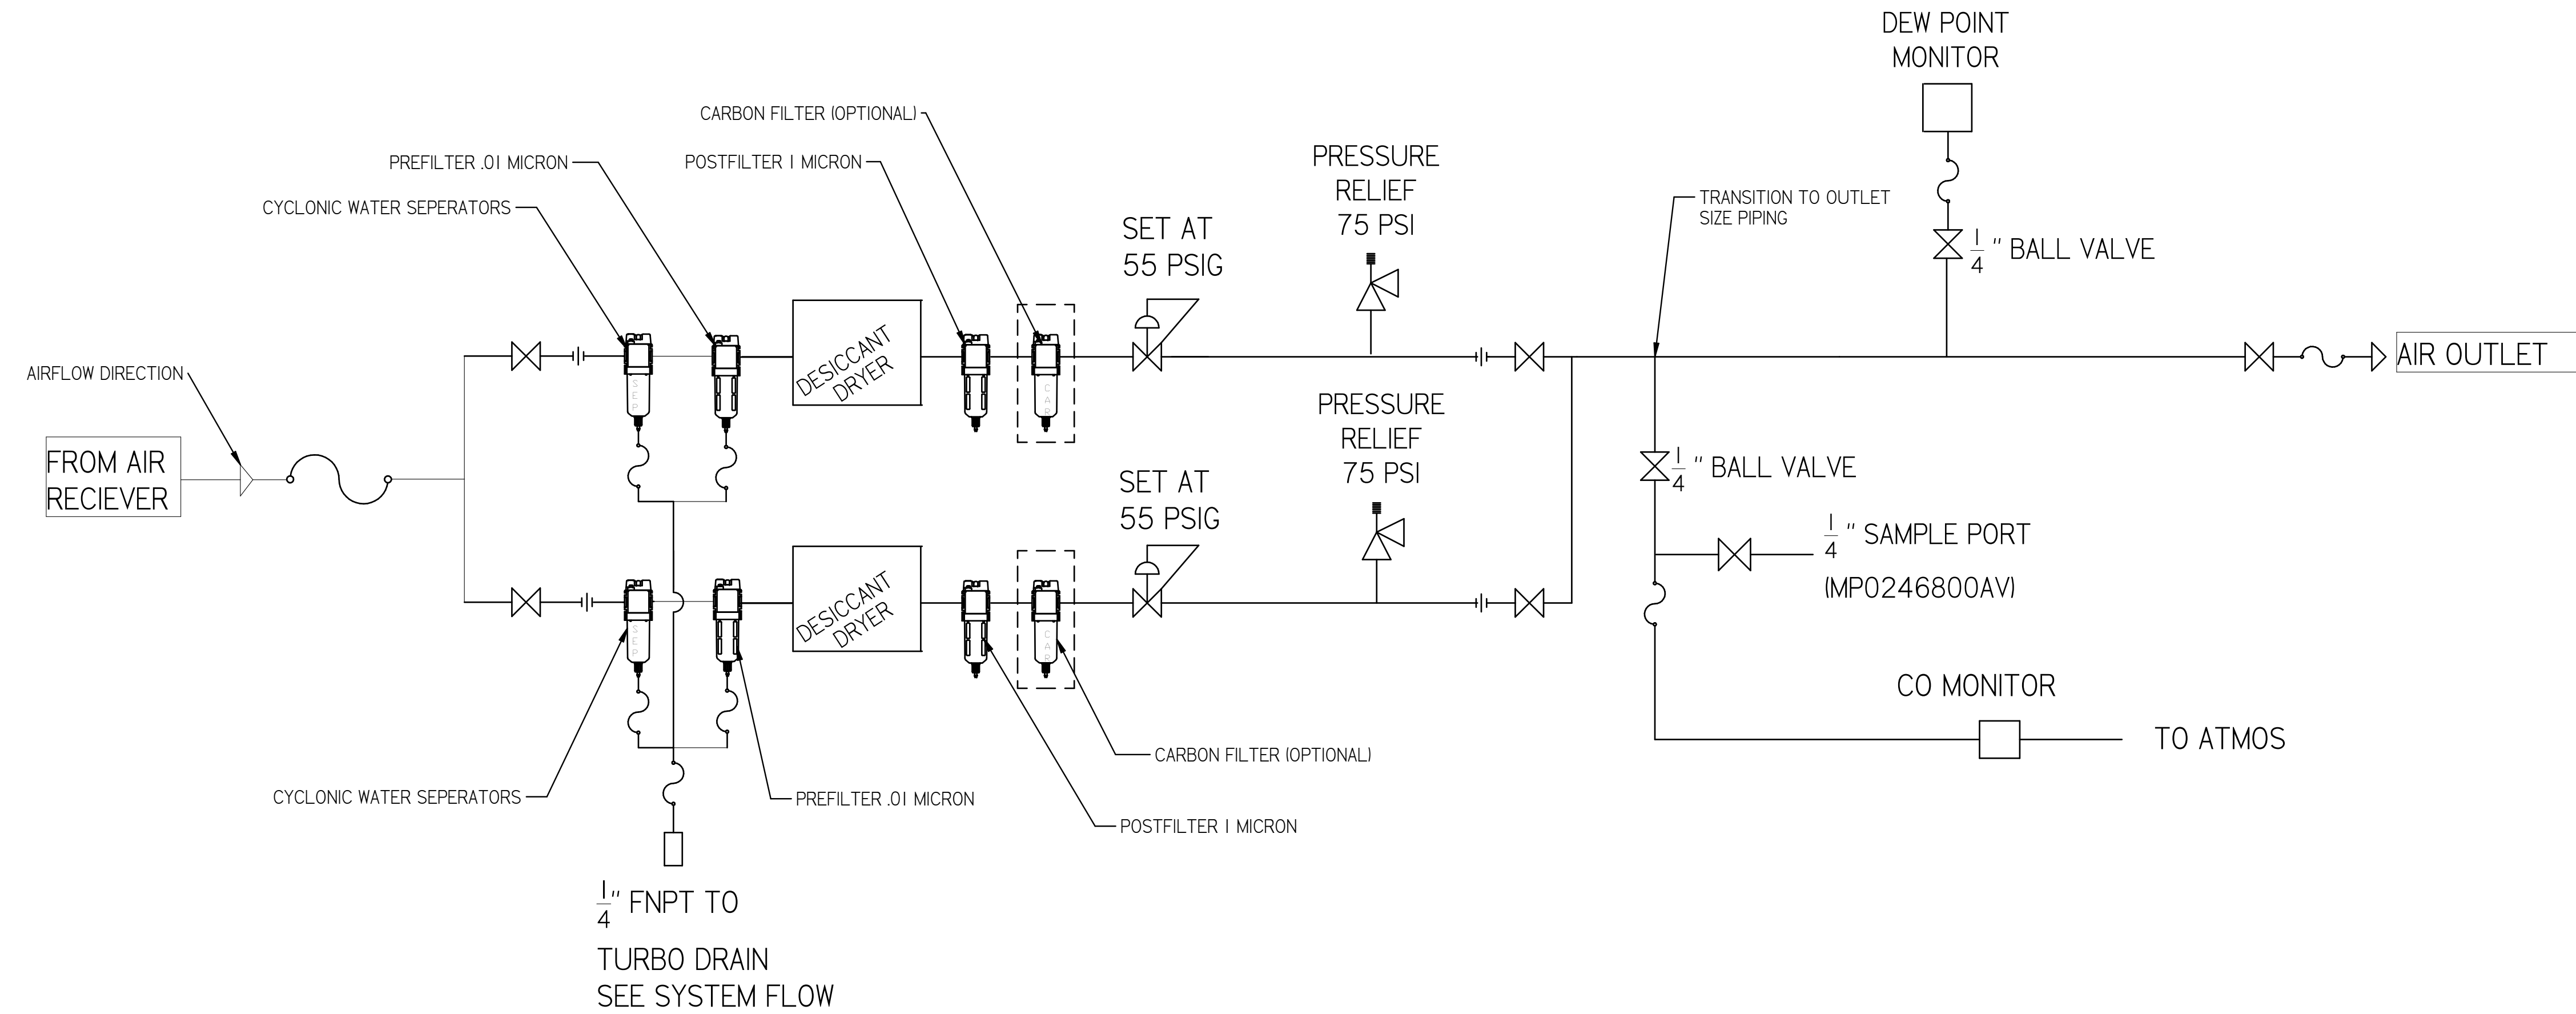 DEW POINT
MONITOR
CARBON FILTER (OPTIONAL)
PREFILTER .01 MICRON
POSTFILTER 1 MICRON
CYCLONIC WATER SEPERATORS
PRESSURE
RELIEF
75 PSI
SET AT
55 PSIG
TRANSITION TO OUTLET
SIZE PIPING
1/4 " BALL VALVE
AIRFLOW DIRECTION
FROM AIR
RECIEVER
SEP
DESICCANT
DRYER
CAR
AIR OUTLET
PRESSURE
RELIEF
75 PSI
SET AT
55 PSIG
1/4 " BALL VALVE
1/4 " SAMPLE PORT
(MP0246800AV)
SEP
DESICCANT
DRYER
CAR
CO MONITOR
TO ATMOS
CARBON FILTER (OPTIONAL)
CYCLONIC WATER SEPERATORS
PREFILTER .01 MICRON
POSTFILTER 1 MICRON
1/4" FNPT TO
TURBO DRAIN
SEE SYSTEM FLOW